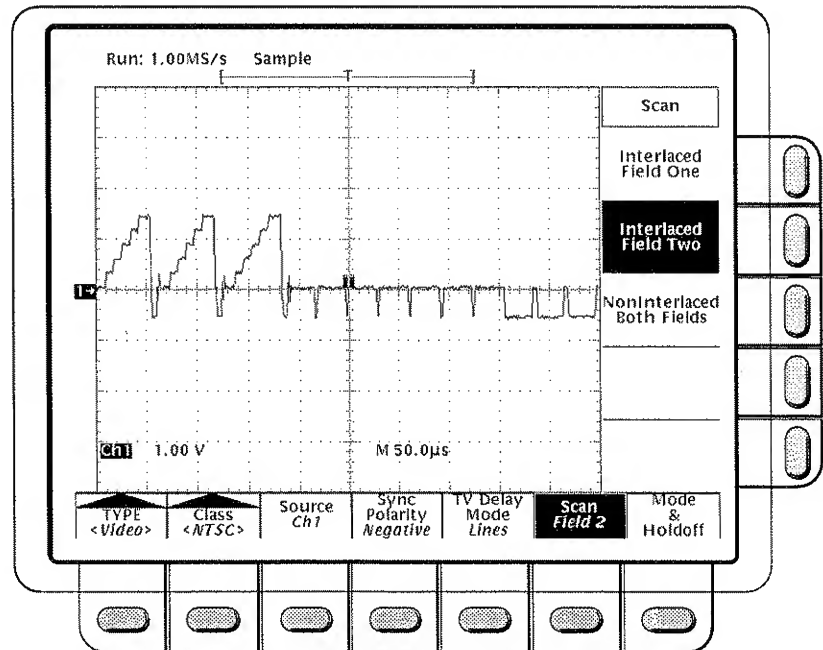 Run: 1.00MS/s Sample
Scan
Interlaced
Field One
Interlaced
Field Two
NonInterlaced
Both Fields
1
Ch1 1.00 V M 50.0µs
TYPE
<Video>
Class
<NTSC>
Source
Ch1
Sync
Polarity
Negative
TV Delay
Mode
Lines
Scan
Field 2
Mode
&
Holdoff